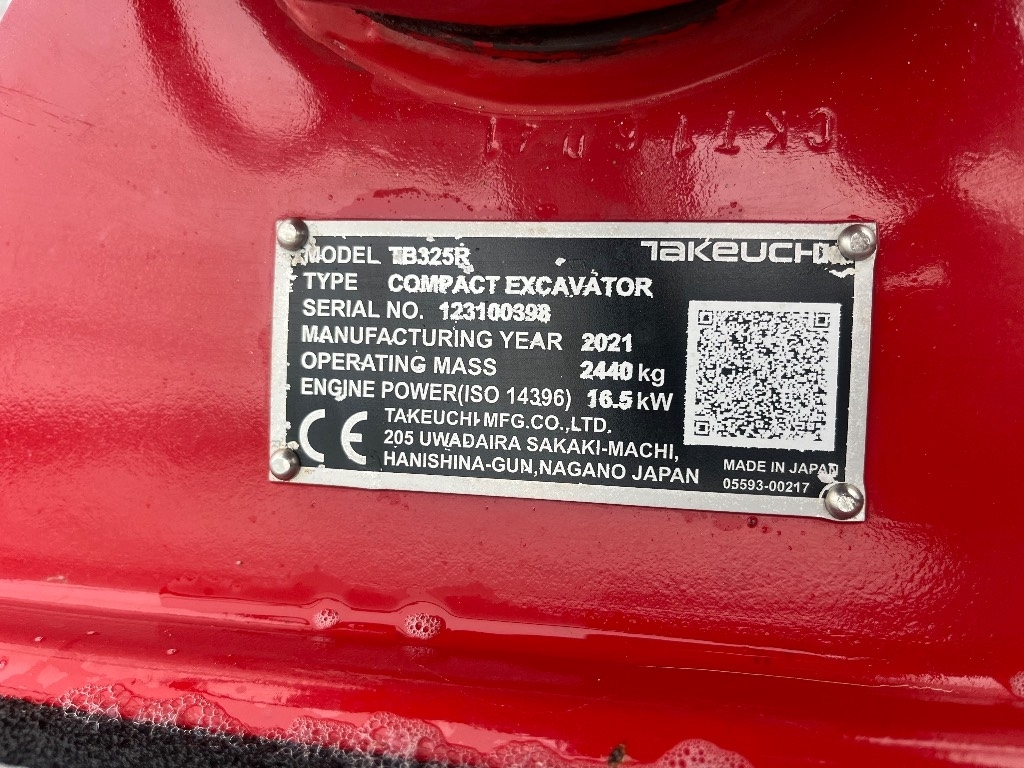 CKT16D41
MODEL TB325R
TAKEUCHI
TYPE COMPACT EXCAVATOR
SERIAL NO. 123100398
MANUFACTURING YEAR 2021
OPERATING MASS 2440 kg
ENGINE POWER(ISO 14396) 16.5 kW
CE
TAKEUCHI MFG.CO.,LTD.
205 UWADAIRA SAKAKI-MACHI,
HANISHINA-GUN,NAGANO JAPAN
MADE IN JAPAN
05593-00217